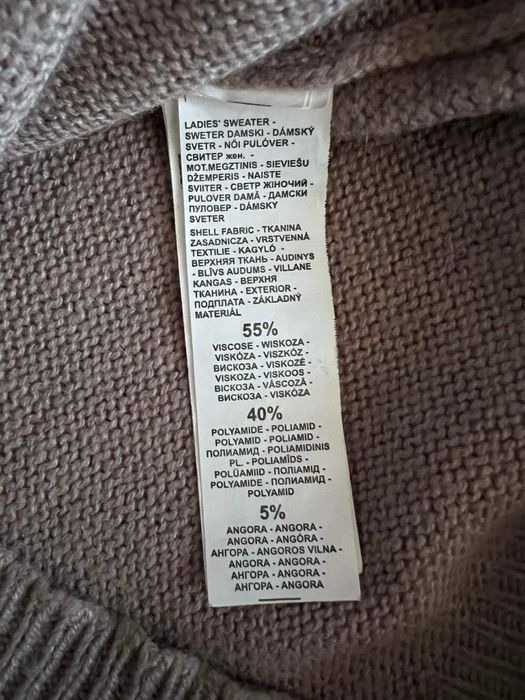 LADIES' SWEATER -
SWETER DAMSKI - DÁMSKÝ
SVETR - NŐI PULÓVER -
СВИТЕР жен. -
MOT.MEGZTINIS - SIEVIEŠU
DŽEMPERIS - NAISTE
SVIITER - СВЕТР ЖІНОЧИЙ -
PULOVER DAMĂ - ДАМСКИ
ПУЛОВЕР - DÁMSKY
SVETER
SHELL FABRIC - TKANINA
ZASADNICZA - VRSTVENNÁ
TEXTILIE - KAGYLÓ -
ВЕРХНЯЯ ТКАНЬ - AUDINYS
- BLĪVS AUDUMS - VILLANE
KANGAS - ВЕРХНЯ
ТКАНИНА - EXTERIOR -
ПОДПЛАТА - ZÁKLADNÝ
MATERIÁL
55%
VISCOSE - WISKOZA -
VISKÓZA - VISZKÓZ -
ВИСКОЗА - VISKOZĖ -
VISKOZA - VISKOOS -
ВІСКОЗА - VÂSCOZĂ -
ВИСКОЗА - VISKÓZA
40%
POLYAMIDE - POLIAMID -
POLYAMID - POLIAMID -
ПОЛИАМИД - POLIAMIDINIS
PL. - POLIAMĪDS -
POLÜAMIID - ПОЛІАМІД -
POLYAMIDE - ПОЛИАМИД -
POLYAMID
5%
ANGORA - ANGORA -
ANGORA - ANGÓRA -
АНГОРА - ANGOROS VILNA -
ANGORA - ANGORA -
АНГОРА - ANGORA -
АНГОРА - ANGORA